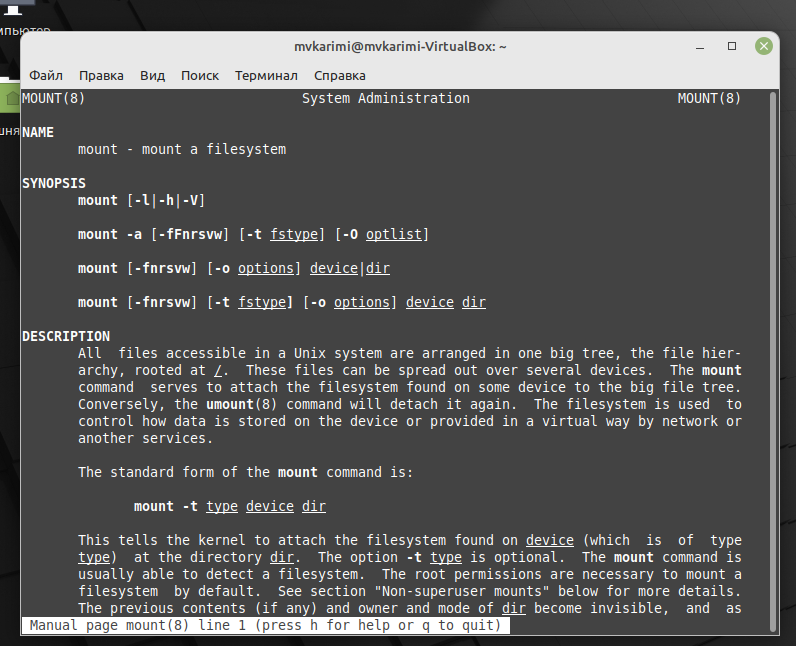 mvkarimi@mvkarimi-VirtualBox: ~
Файл Правка Вид Поиск Терминал Справка
MOUNT(8) System Administration MOUNT(8)
NAME
mount - mount a filesystem
SYNOPSIS
mount [-l|-h|-V]
mount -a [-fFnrsvw] [-t fstype] [-O optlist]
mount [-fnrsvw] [-o options] device|dir
mount [-fnrsvw] [-t fstype] [-o options] device dir
DESCRIPTION
All files accessible in a Unix system are arranged in one big tree, the file hier-
archy, rooted at /. These files can be spread out over several devices. The mount
command serves to attach the filesystem found on some device to the big file tree.
Conversely, the umount(8) command will detach it again. The filesystem is used to
control how data is stored on the device or provided in a virtual way by network or
another services.
The standard form of the mount command is:
mount -t type device dir
This tells the kernel to attach the filesystem found on device (which is of type
type) at the directory dir. The option -t type is optional. The mount command is
usually able to detect a filesystem. The root permissions are necessary to mount a
filesystem by default. See section "Non-superuser mounts" below for more details.
The previous contents (if any) and owner and mode of dir become invisible, and as
Manual page mount(8) line 1 (press h for help or q to quit)